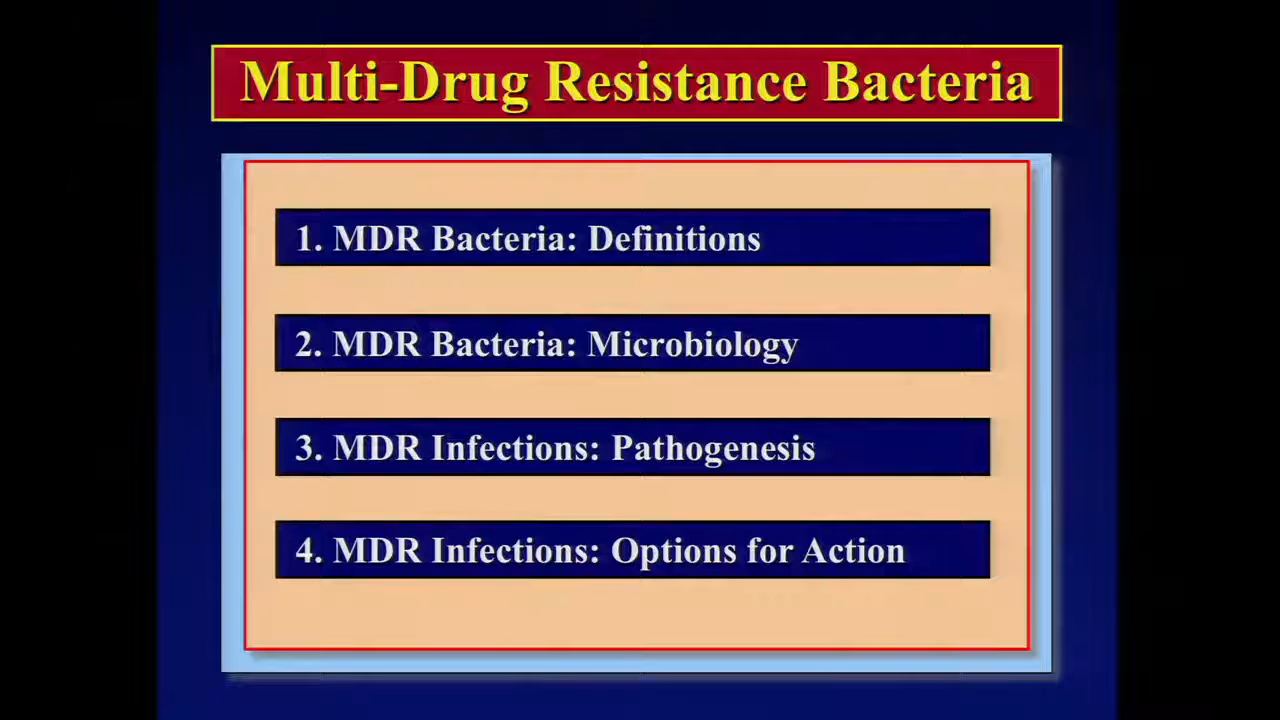 Multi-Drug Resistance Bacteria
1. MDR Bacteria: Definitions
2. MDR Bacteria: Microbiology
3. MDR Infections: Pathogenesis
4. MDR Infections: Options for Action